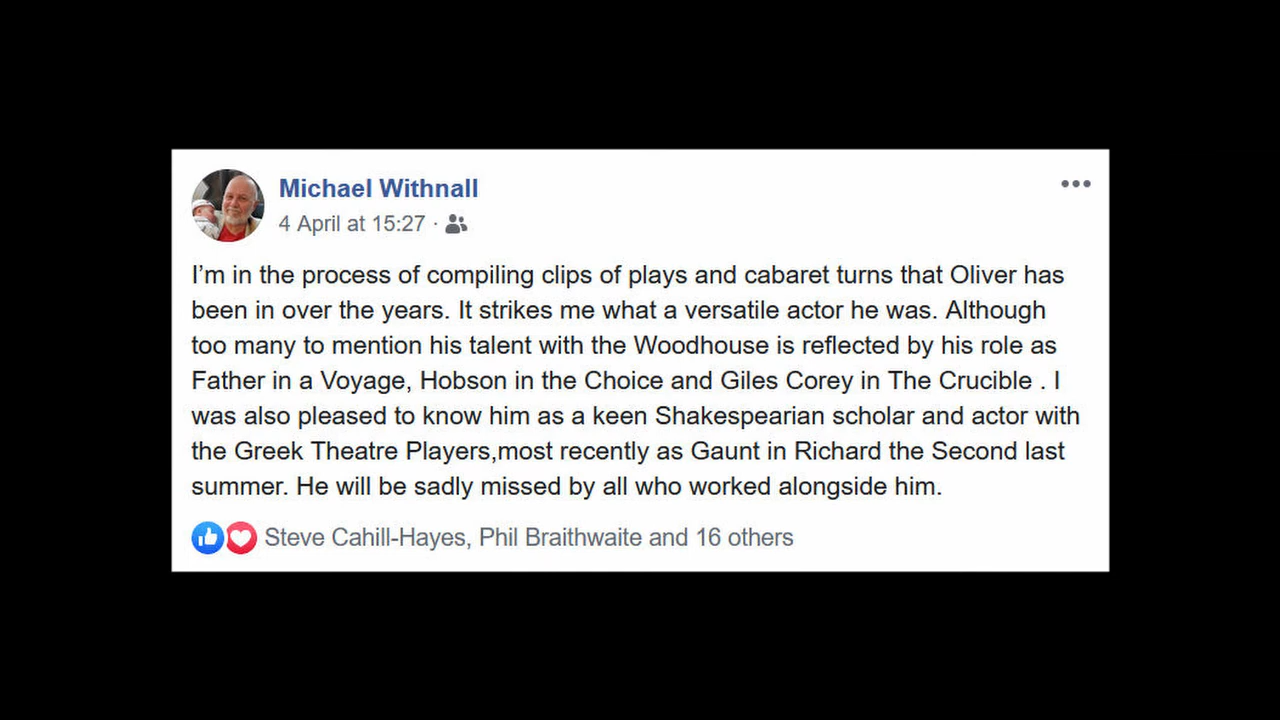 Michael Withnall
4 April at 15:27 ·
I’m in the process of compiling clips of plays and cabaret turns that Oliver has
been in over the years. It strikes me what a versatile actor he was. Although
too many to mention his talent with the Woodhouse is reflected by his role as
Father in a Voyage, Hobson in the Choice and Giles Corey in The Crucible . I
was also pleased to know him as a keen Shakespearian scholar and actor with
the Greek Theatre Players,most recently as Gaunt in Richard the Second last
summer. He will be sadly missed by all who worked alongside him.
Steve Cahill-Hayes, Phil Braithwaite and 16 others